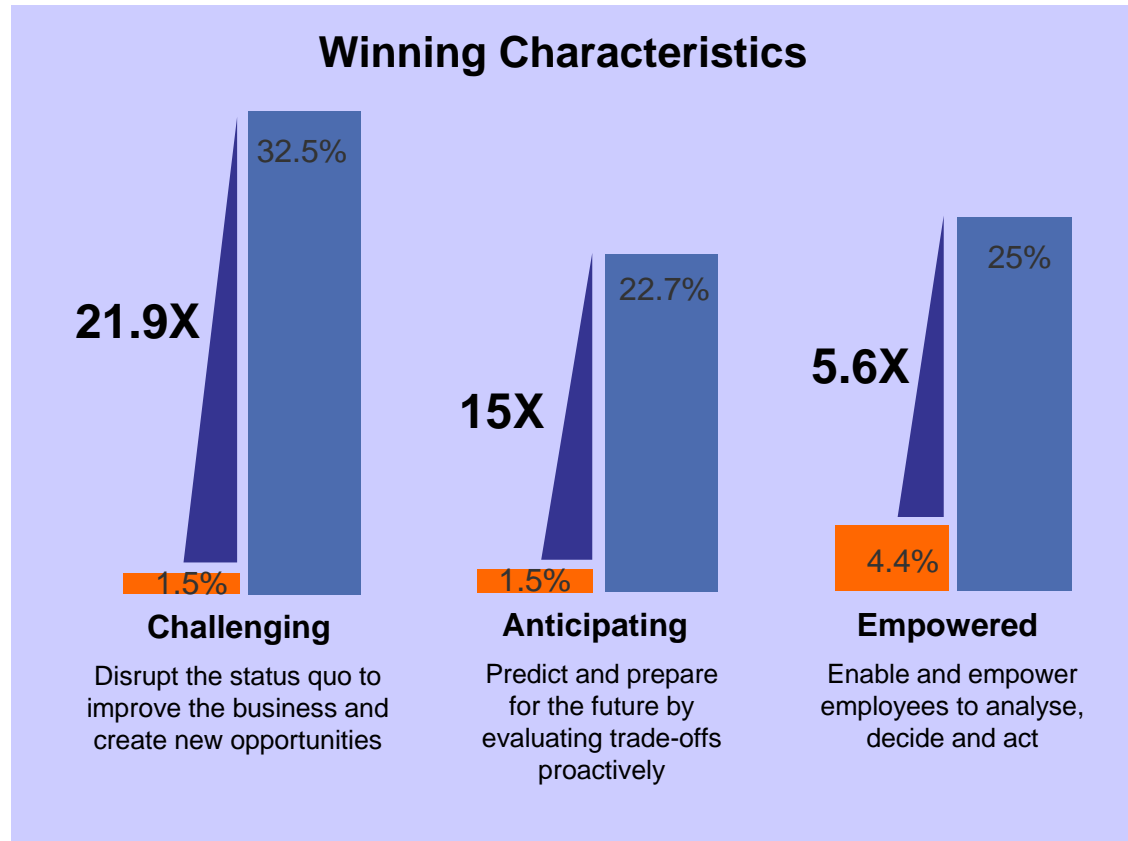 Winning Characteristics
32.5%
21.9X
1.5%
Challenging
Disrupt the status quo to
improve the business and
create new opportunities
22.7%
15X
1.5%
Anticipating
Predict and prepare
for the future by
evaluating trade-offs
proactively
25%
5.6X
4.4%
Empowered
Enable and empower
employees to analyse,
decide and act